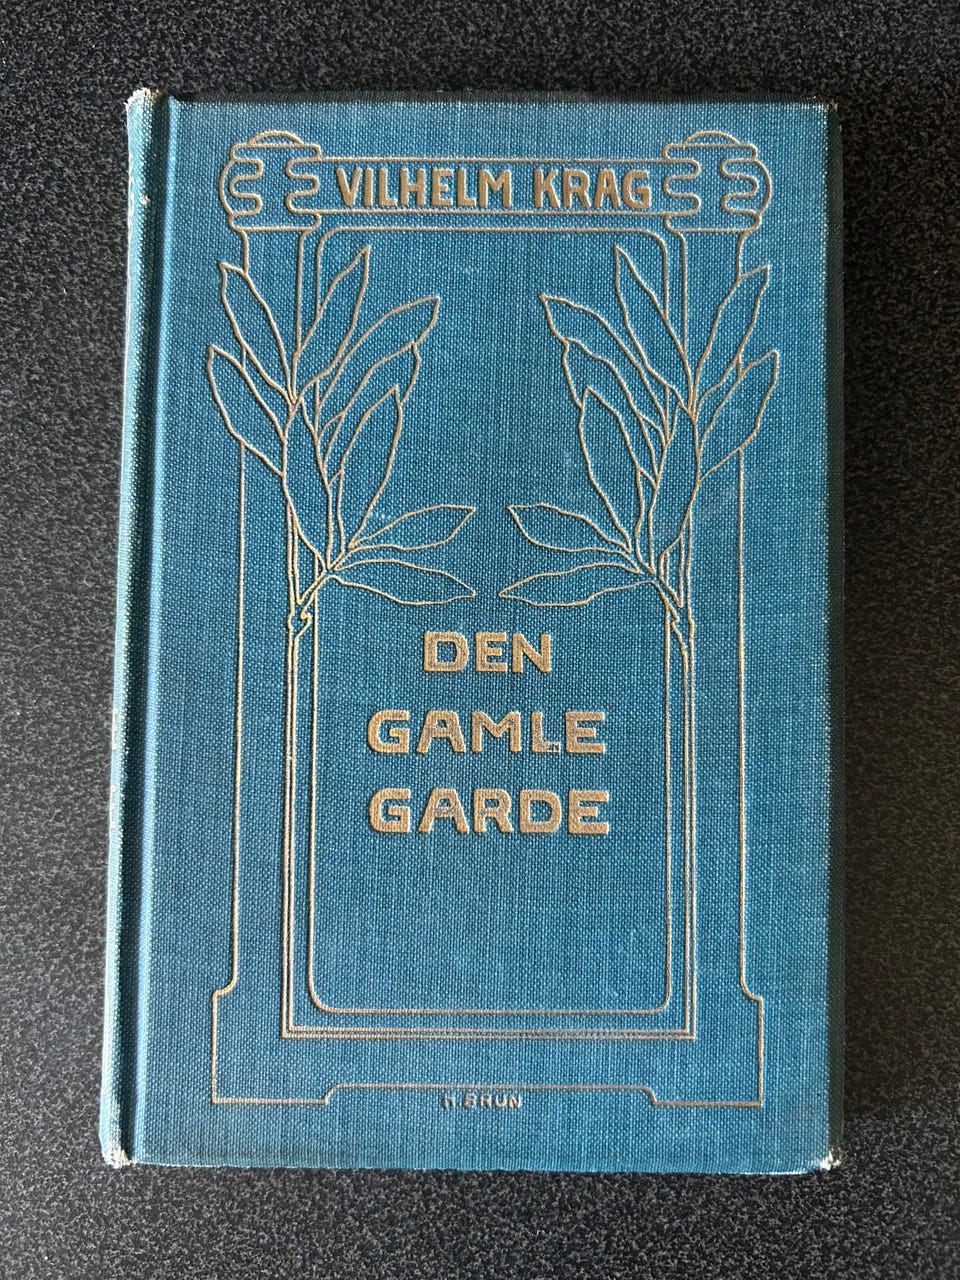 VILHELM KRAG
DEN
GAMLE
GARDE
H. BRUN